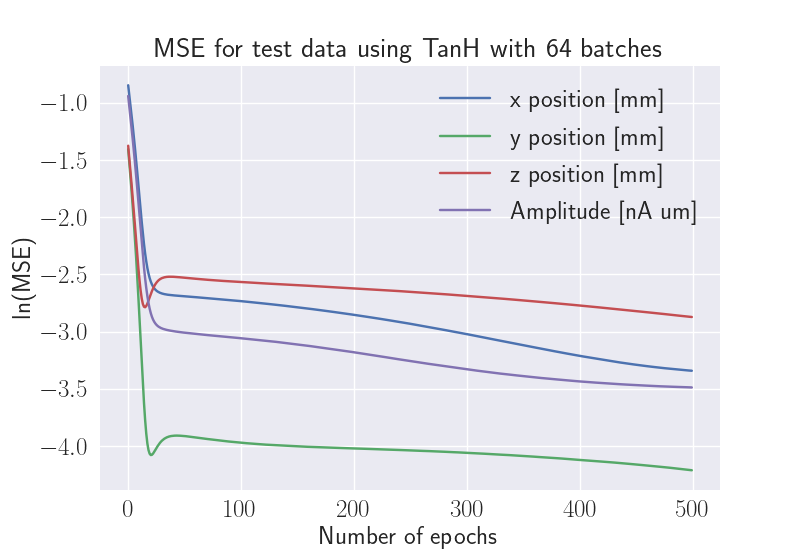 MSE for test data using TanH with 64 batches
x position [mm]
y position [mm]
z position [mm]
Amplitude [nA um]
ln(MSE)
−1.0
−1.5
−2.0
−2.5
−3.0
−3.5
−4.0
0 100 200 300 400 500
Number of epochs